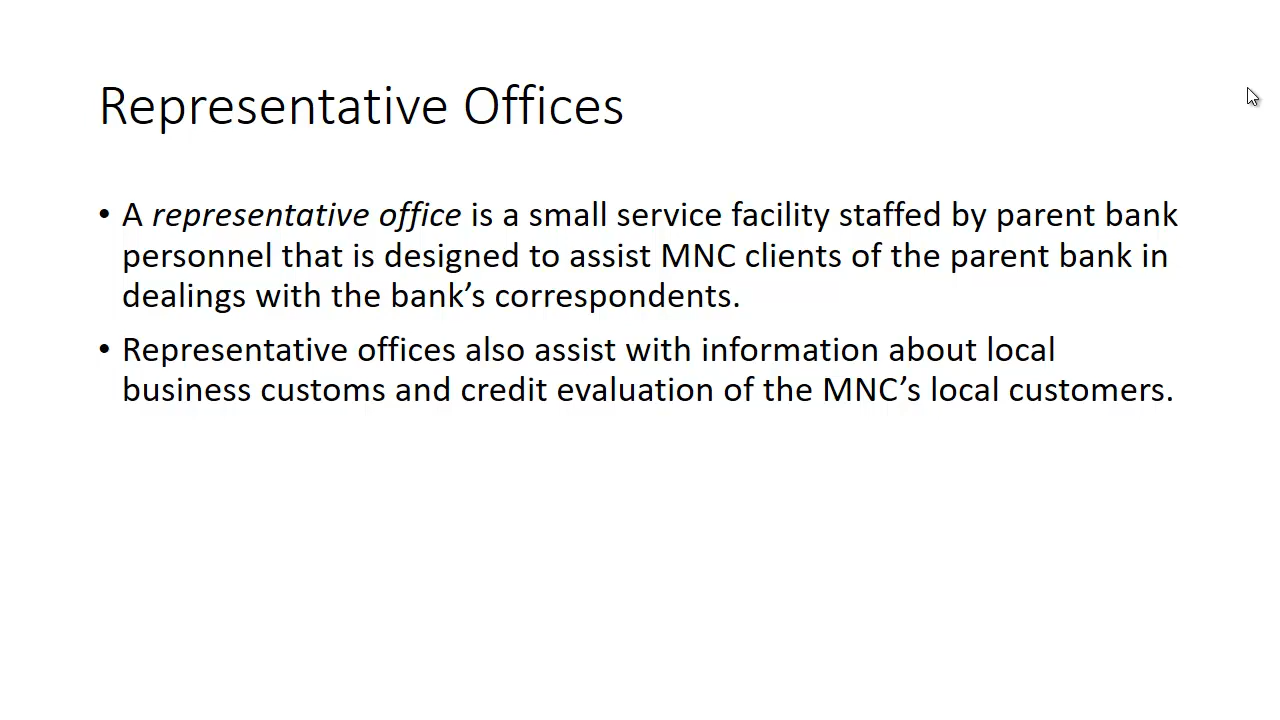 Representative Offices
• A representative office is a small service facility staffed by parent bank
personnel that is designed to assist MNC clients of the parent bank in
dealings with the bank’s correspondents.
• Representative offices also assist with information about local
business customs and credit evaluation of the MNC’s local customers.